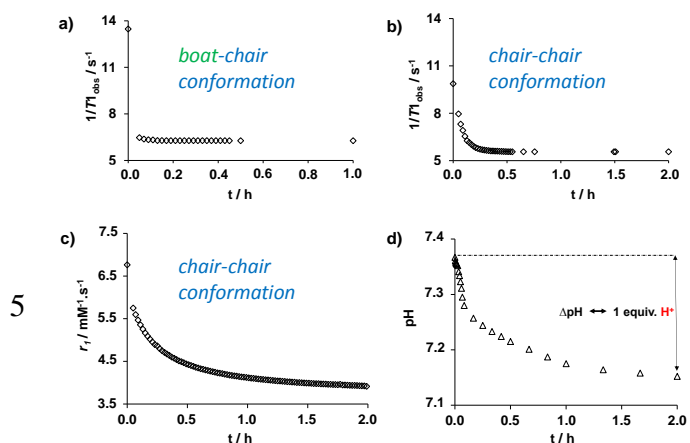 a)
boat-chair
conformation
1/T1obs / s-1
14
11
8
5
0.0 0.2 0.4 0.6 0.8 1.0
t / h
b)
chair-chair
conformation
1/T1obs / s-1
14
11
8
5
0.0 0.5 1.0 1.5 2.0
t / h
5
c)
chair-chair
conformation
r1 / mM-1.s-1
7.5
6.5
5.5
4.5
3.5
0.0 0.5 1.0 1.5 2.0
t / h
d)
pH
7.4
7.3
7.2
7.1
ΔpH ↔ 1 equiv. H+
0.0 0.5 1.0 1.5 2.0
t / h